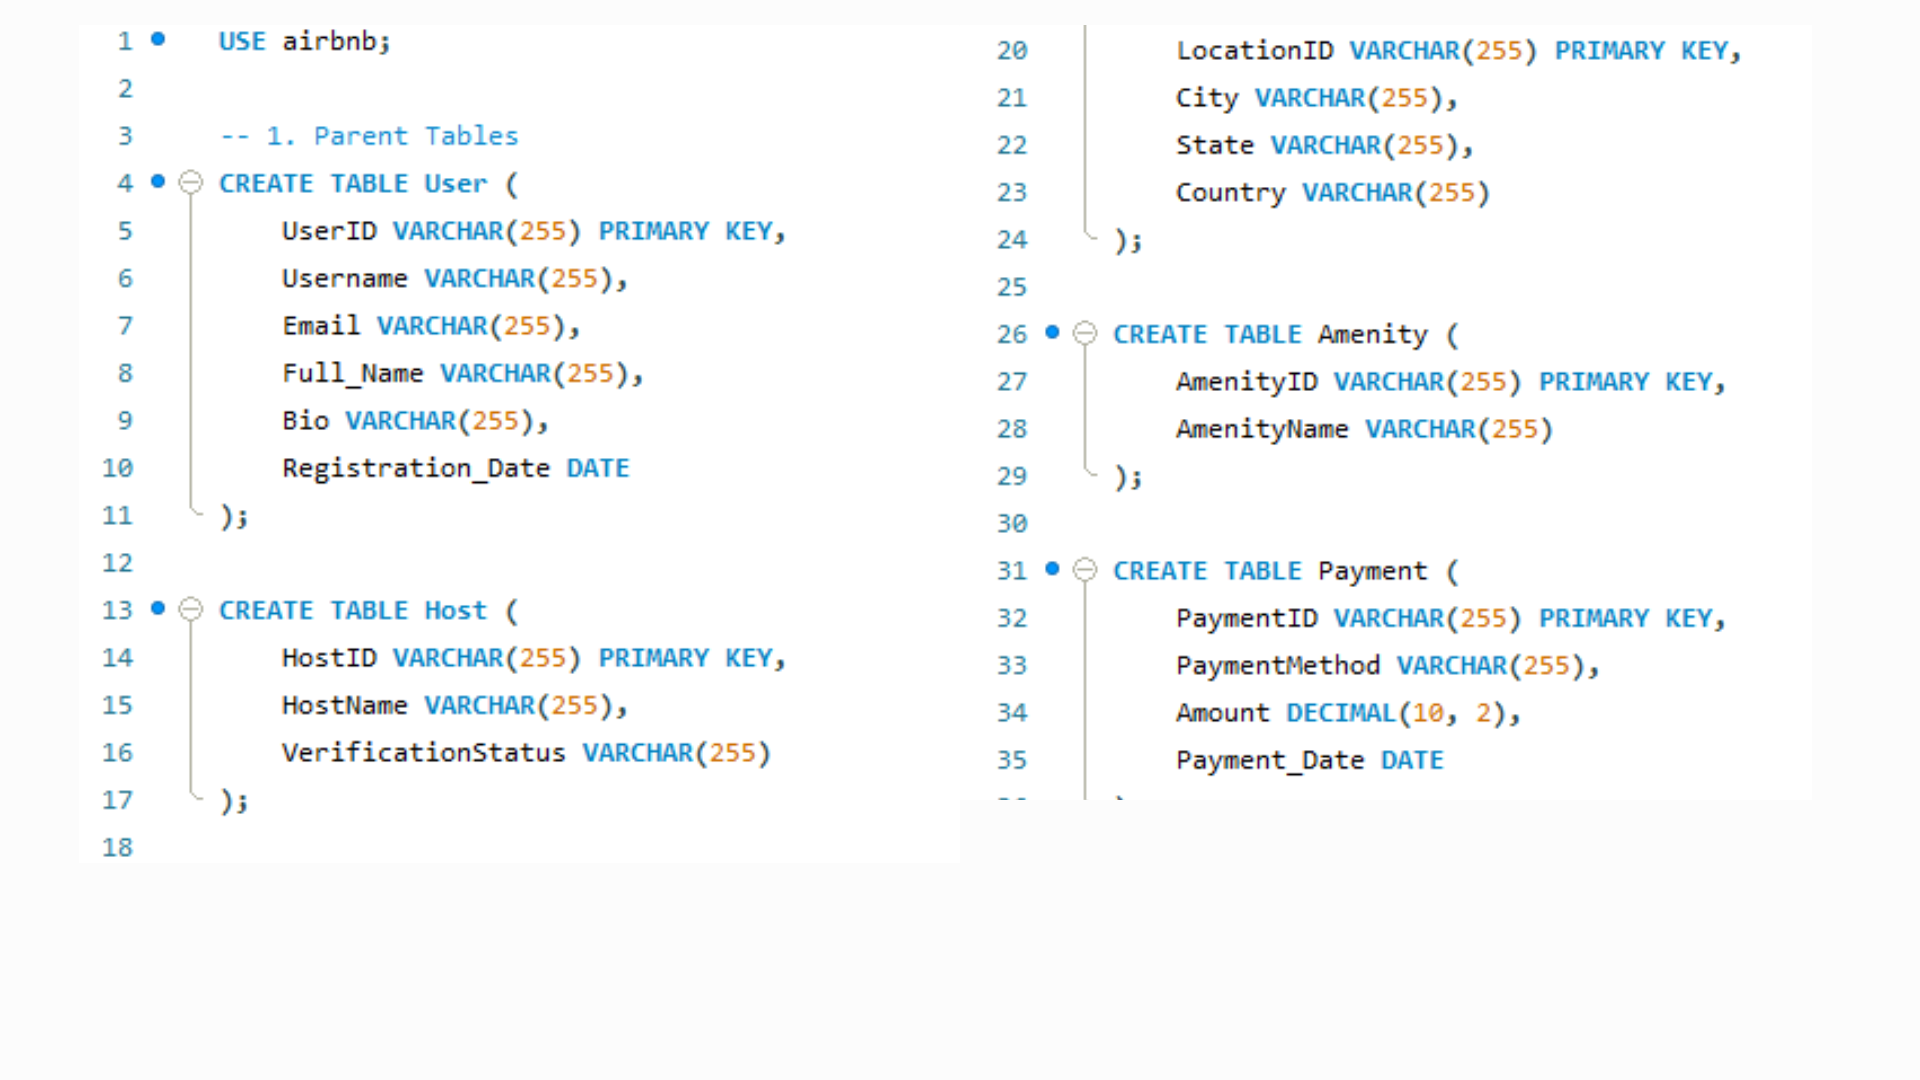 1 USE airbnb;
2
3 -- 1. Parent Tables
4 CREATE TABLE User (
5 UserID VARCHAR(255) PRIMARY KEY,
6 Username VARCHAR(255),
7 Email VARCHAR(255),
8 Full_Name VARCHAR(255),
9 Bio VARCHAR(255),
10 Registration_Date DATE
11 );
12
13 CREATE TABLE Host (
14 HostID VARCHAR(255) PRIMARY KEY,
15 HostName VARCHAR(255),
16 VerificationStatus VARCHAR(255)
17 );
18
20 LocationID VARCHAR(255) PRIMARY KEY,
21 City VARCHAR(255),
22 State VARCHAR(255),
23 Country VARCHAR(255)
24 );
25
26 CREATE TABLE Amenity (
27 AmenityID VARCHAR(255) PRIMARY KEY,
28 AmenityName VARCHAR(255)
29 );
30
31 CREATE TABLE Payment (
32 PaymentID VARCHAR(255) PRIMARY KEY,
33 PaymentMethod VARCHAR(255),
34 Amount DECIMAL(10, 2),
35 Payment_Date DATE